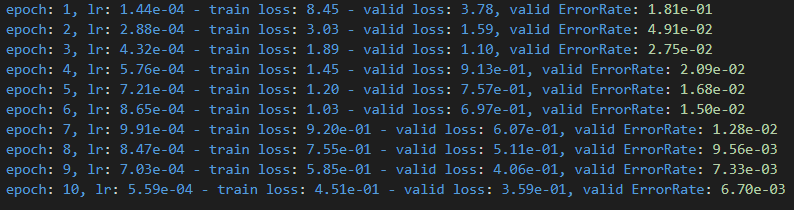 epoch: 1, lr: 1.44e-04 - train loss: 8.45 - valid loss: 3.78, valid ErrorRate: 1.81e-01
epoch: 2, lr: 2.88e-04 - train loss: 3.03 - valid loss: 1.59, valid ErrorRate: 4.91e-02
epoch: 3, lr: 4.32e-04 - train loss: 1.89 - valid loss: 1.10, valid ErrorRate: 2.75e-02
epoch: 4, lr: 5.76e-04 - train loss: 1.45 - valid loss: 9.13e-01, valid ErrorRate: 2.09e-02
epoch: 5, lr: 7.21e-04 - train loss: 1.20 - valid loss: 7.57e-01, valid ErrorRate: 1.68e-02
epoch: 6, lr: 8.65e-04 - train loss: 1.03 - valid loss: 6.97e-01, valid ErrorRate: 1.50e-02
epoch: 7, lr: 9.91e-04 - train loss: 9.20e-01 - valid loss: 6.07e-01, valid ErrorRate: 1.28e-02
epoch: 8, lr: 8.47e-04 - train loss: 7.55e-01 - valid loss: 5.11e-01, valid ErrorRate: 9.56e-03
epoch: 9, lr: 7.03e-04 - train loss: 5.85e-01 - valid loss: 4.06e-01, valid ErrorRate: 7.33e-03
epoch: 10, lr: 5.59e-04 - train loss: 4.51e-01 - valid loss: 3.59e-01, valid ErrorRate: 6.70e-03